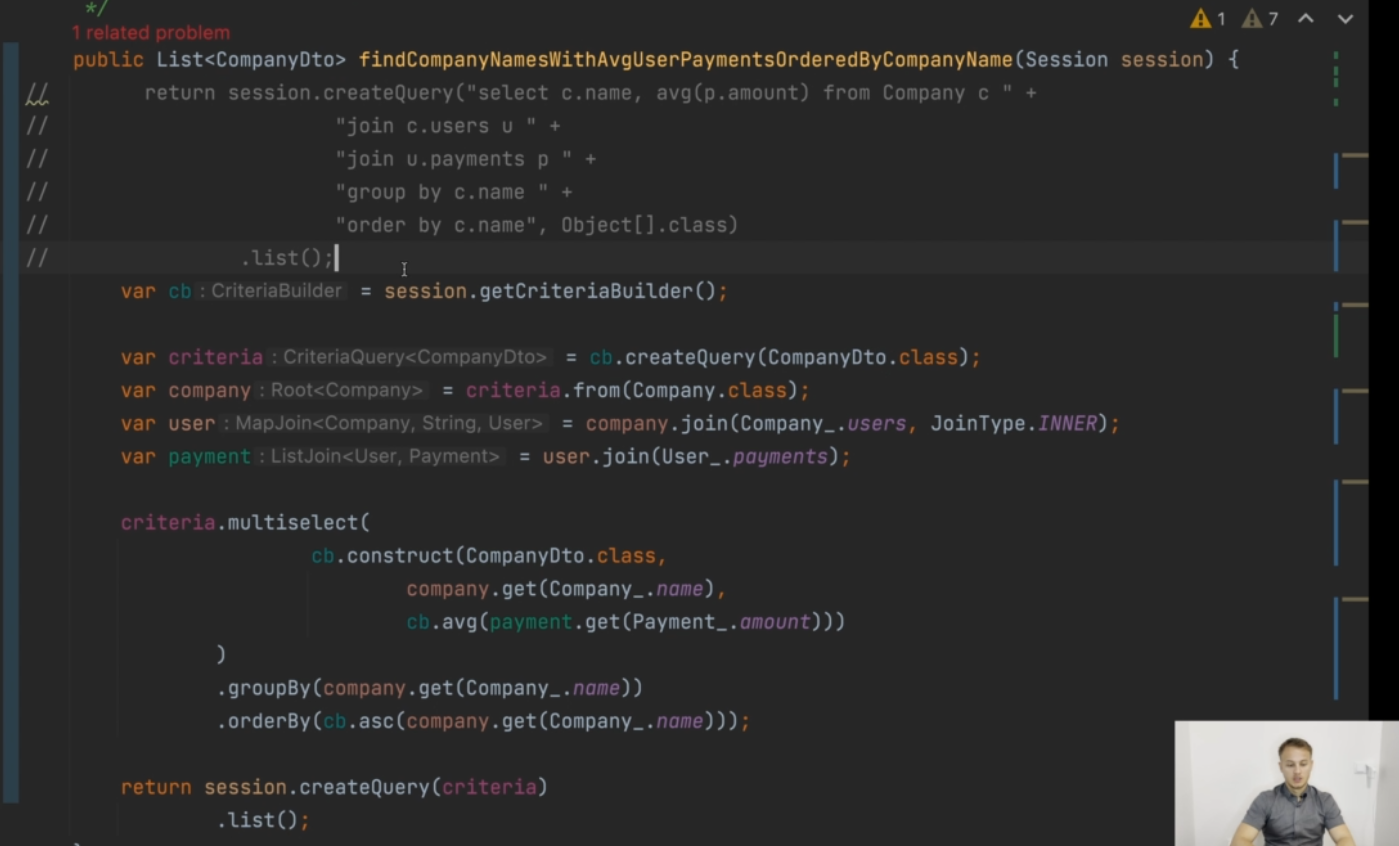 */
1 related problem
1 7
public List<CompanyDto> findCompanyNamesWithAvgUserPaymentsOrderedByCompanyName(Session session) {
// return session.createQuery("select c.name, avg(p.amount) from Company c " +
// "join c.users u " +
// "join u.payments p " +
// "group by c.name " +
// "order by c.name", Object[].class)
// .list();
var cb : CriteriaBuilder = session.getCriteriaBuilder();
var criteria : CriteriaQuery<CompanyDto> = cb.createQuery(CompanyDto.class);
var company : Root<Company> = criteria.from(Company.class);
var user : MapJoin<Company, String, User> = company.join(Company_.users, JoinType.INNER);
var payment : ListJoin<User, Payment> = user.join(User_.payments);
criteria.multiselect(
cb.construct(CompanyDto.class,
company.get(Company_.name),
cb.avg(payment.get(Payment_.amount)))
)
.groupBy(company.get(Company_.name))
.orderBy(cb.asc(company.get(Company_.name)));
return session.createQuery(criteria)
.list();